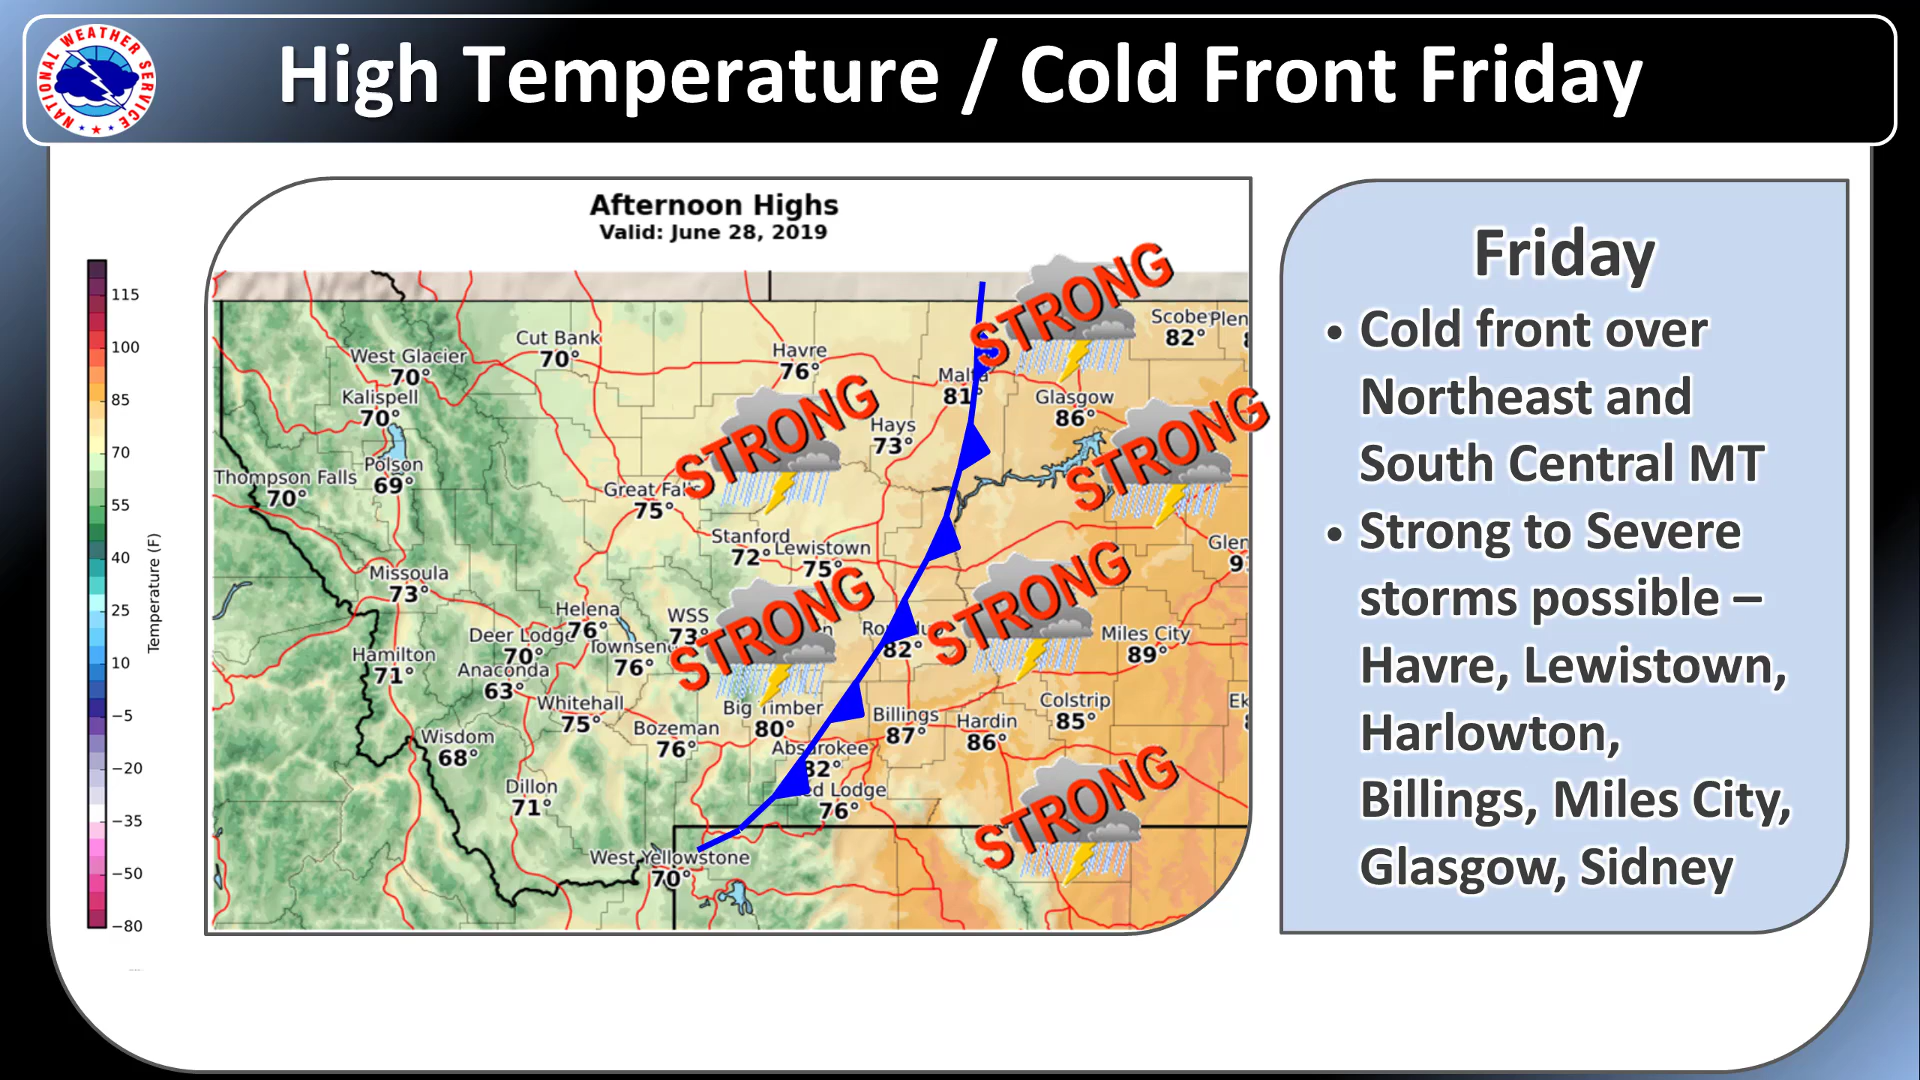 NATIONAL WEATHER SERVICE
High Temperature / Cold Front Friday
Afternoon Highs
Valid: June 28, 2019
115
100
85
70
55
40
25
10
−5
−20
−35
−50
−80
Temperature (F)
STRONG
STRONG
STRONG
STRONG
STRONG
STRONG
STRONG
82°
Cut Bank
70°
Havre
76°
West Glacier
70°
Kalispell
70°
81°
Glasgow
86°
Hays
73°
Polson
69°
Thompson Falls
70°
75°
Stanford
72°
Lewistown
75°
Missoula
73°
Helena
76°
WSS
73°
Deer Lodge
70°
76°
82°
Miles City
89°
Hamilton
71°
Anaconda
63°
Whitehall
75°
Bozeman
76°
Big Timber
80°
Billings
87°
Hardin
86°
Colstrip
85°
Wisdom
68°
Absarokee
82°
Dillon
71°
Lodge
76°
West Yellowstone
70°
Friday
• Cold front over
Northeast and
South Central MT
• Strong to Severe
storms possible –
Havre, Lewistown,
Harlowton,
Billings, Miles City,
Glasgow, Sidney